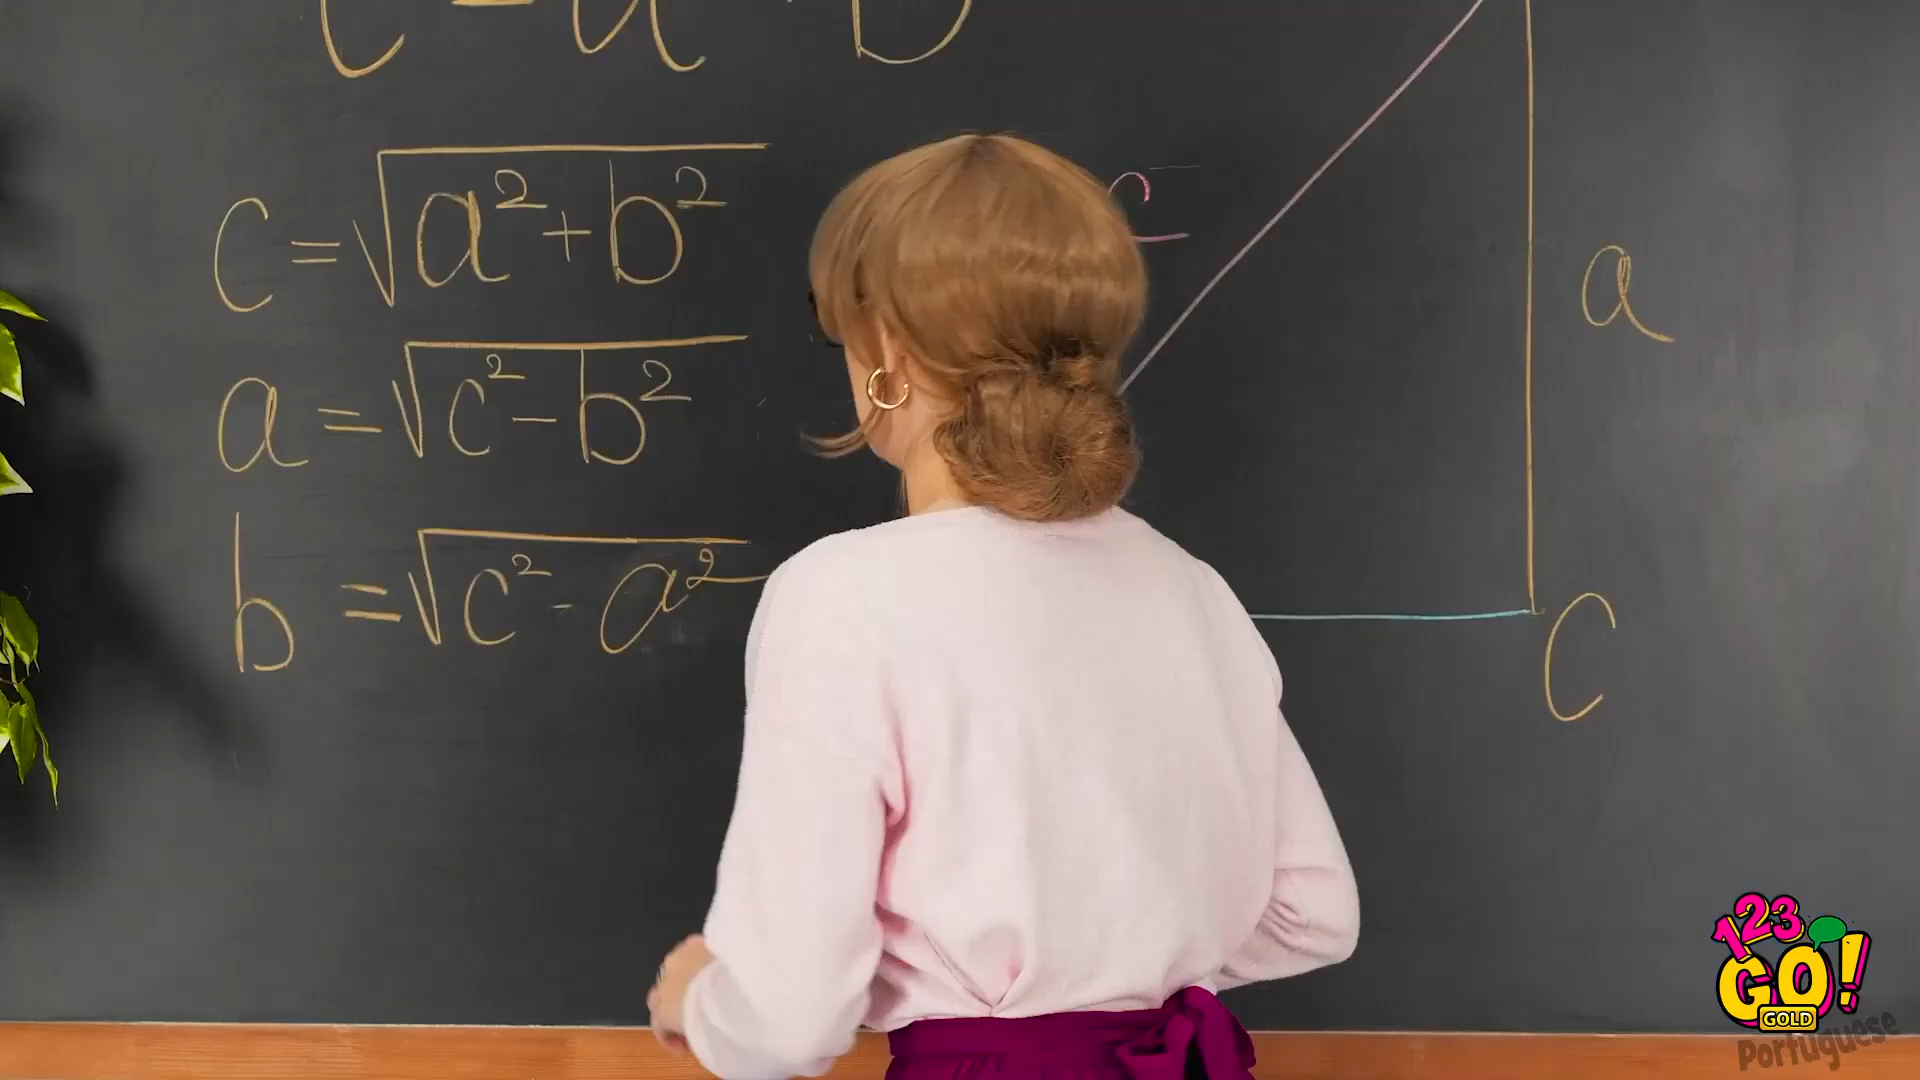 c = √a² + b²
a = √c² - b²
b = √c² - a²
a
C
123
GO!
GOLD
Portuguese